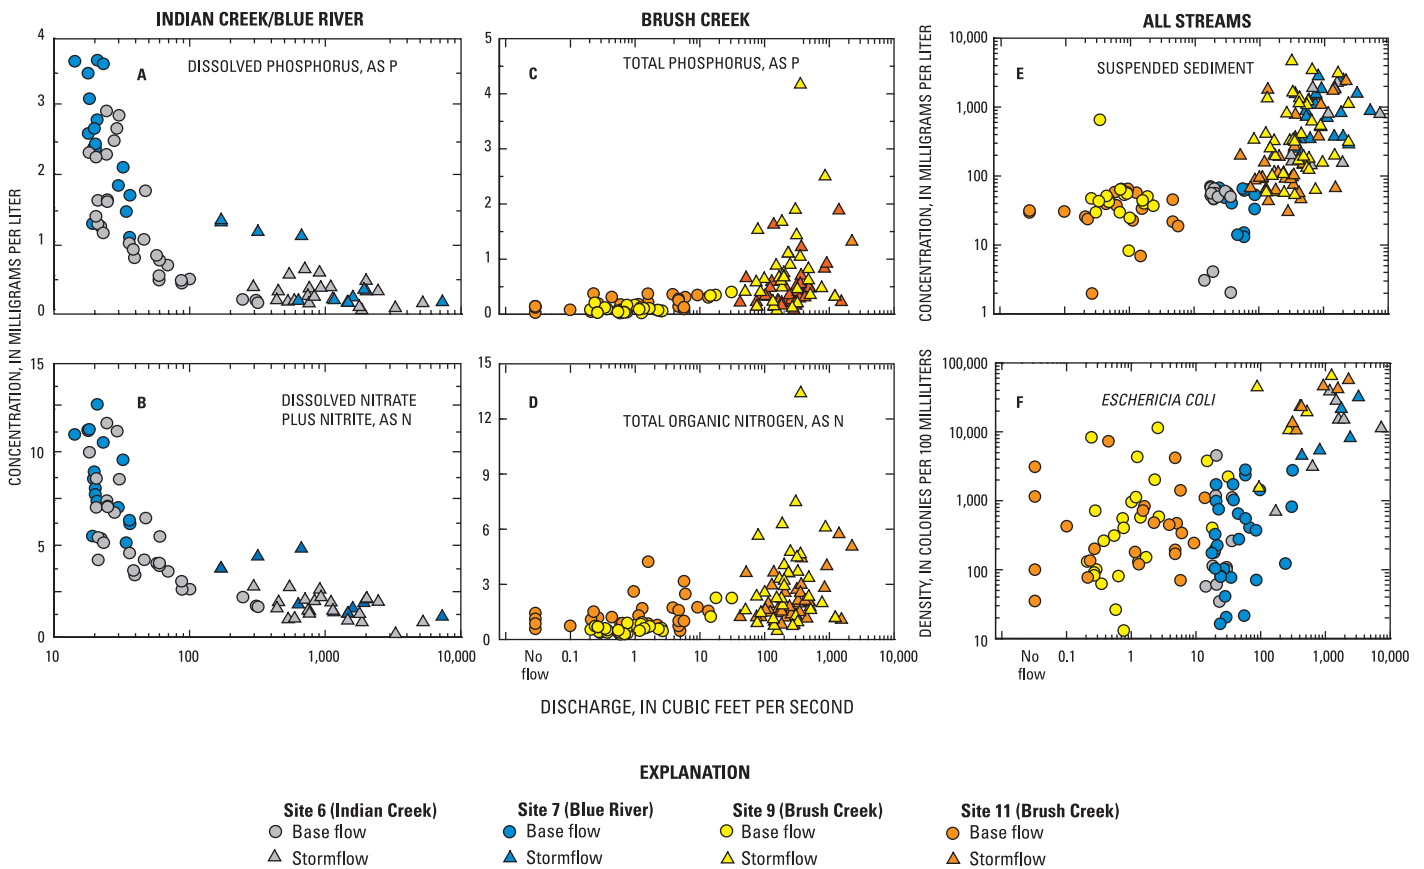 INDIAN CREEK/BLUE RIVER
BRUSH CREEK
ALL STREAMS
CONCENTRATION, IN MILLIGRAMS PER LITER
A
DISSOLVED PHOSPHORUS, AS P
4
3
2
1
0
B
DISSOLVED NITRATE
PLUS NITRITE, AS N
15
10
5
0
10 100 1,000 10,000
C
TOTAL PHOSPHORUS, AS P
5
4
3
2
1
0
D
TOTAL ORGANIC NITROGEN, AS N
15
12
9
6
3
0
No
flow
0.1 1 10 100 1,000 10,000
CONCENTRATION, IN MILLIGRAMS PER LITER
E
SUSPENDED SEDIMENT
10,000
1,000
100
10
1
DENSITY, IN COLONIES PER 100 MILLILITERS
F
ESCHERICIA COLI
100,000
10,000
1,000
100
10
No
flow
0.1 1 10 100 1,000 10,000
DISCHARGE, IN CUBIC FEET PER SECOND
EXPLANATION
Site 6 (Indian Creek)
Base flow
Stormflow
Site 7 (Blue River)
Base flow
Stormflow
Site 9 (Brush Creek)
Base flow
Stormflow
Site 11 (Brush Creek)
Base flow
Stormflow